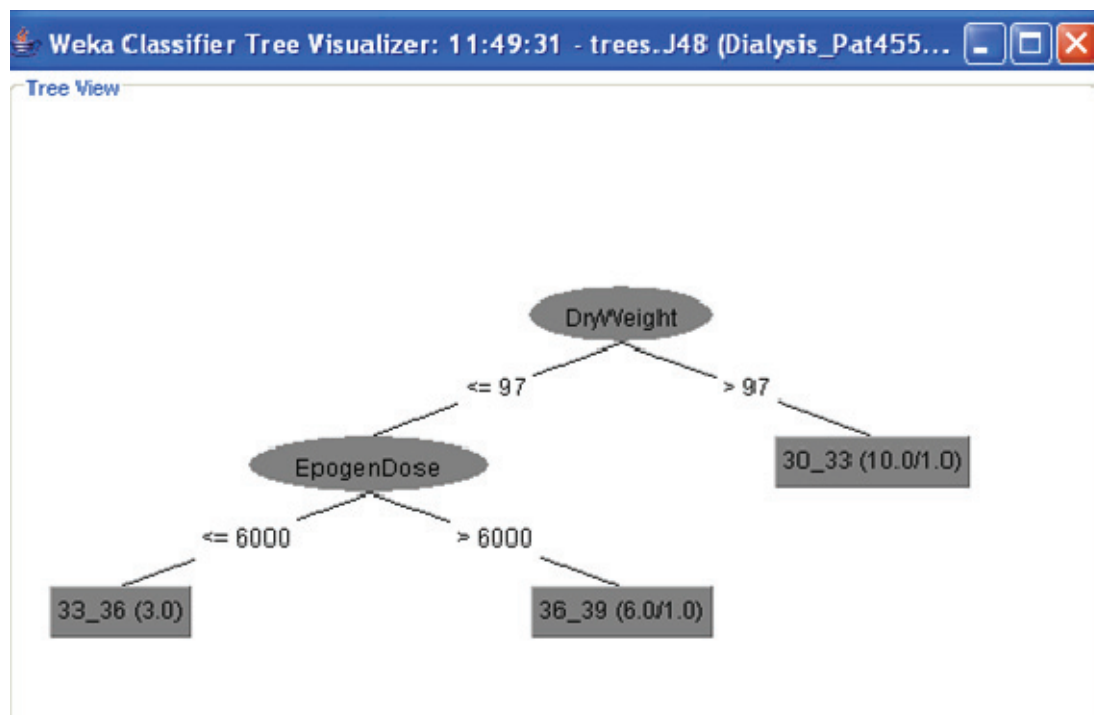 Weka Classifier Tree Visualizer: 11:49:31 - trees.J48 (Dialysis_Pat455...
Tree View
DryWeight
<= 97
> 97
EpogenDose
30_33 (10.0/1.0)
<= 6000
> 6000
33_36 (3.0)
36_39 (6.0/1.0)